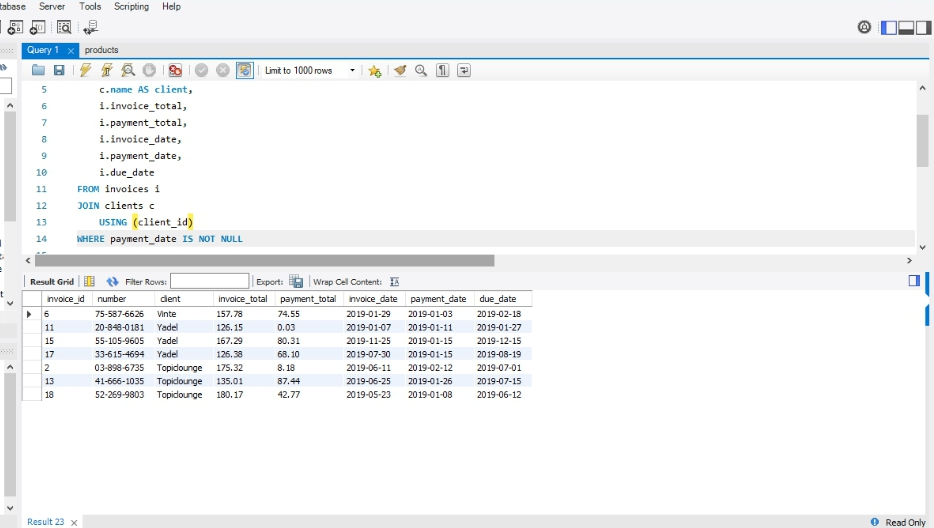 tabase Server Tools Scripting Help
Query 1 products
Limit to 1000 rows
5 c.name AS client,
6 i.invoice_total,
7 i.payment_total,
8 i.invoice_date,
9 i.payment_date,
10 i.due_date
11 FROM invoices i
12 JOIN clients c
13 USING (client_id)
14 WHERE payment_date IS NOT NULL
Result Grid Filter Rows: Export: Wrap Cell Content:
invoice_id number client invoice_total payment_total invoice_date payment_date due_date
6 75-587-6626 Vinte 157.78 74.55 2019-01-29 2019-01-03 2019-02-18
11 20-848-0181 Yadel 126.15 0.03 2019-01-07 2019-01-11 2019-01-27
15 55-105-9605 Yadel 167.29 80.31 2019-11-25 2019-01-15 2019-12-15
17 33-615-4694 Yadel 126.38 68.10 2019-07-30 2019-01-15 2019-08-19
2 03-898-6735 Topiclounge 175.32 8.18 2019-06-11 2019-02-12 2019-07-01
13 41-666-1035 Topiclounge 135.01 87.44 2019-06-25 2019-01-26 2019-07-15
18 52-269-9803 Topiclounge 180.17 42.77 2019-05-23 2019-01-08 2019-06-12
Result 23 Read Only